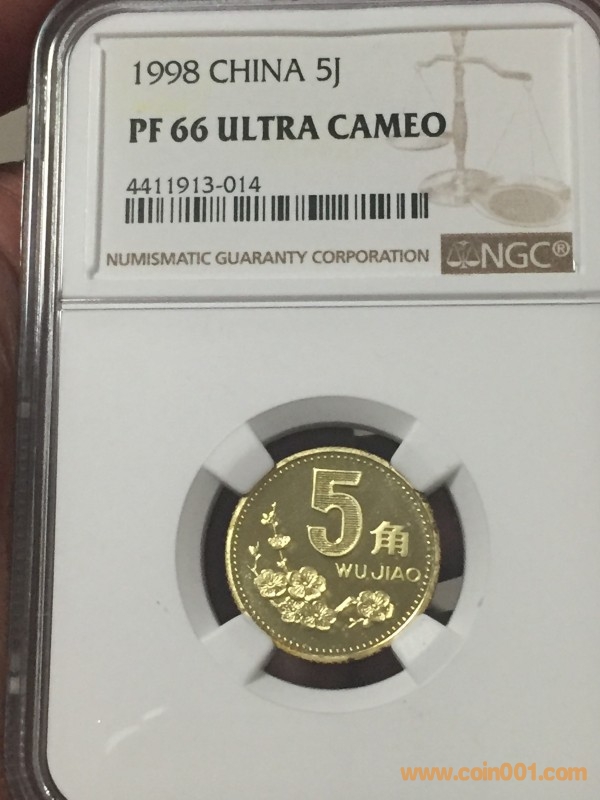 1998 CHINA 5J
PF 66 ULTRA CAMEO
4411913-014
NUMISMATIC GUARANTY CORPORATION NGC®
5角
WU JIAO
www.coin001.com